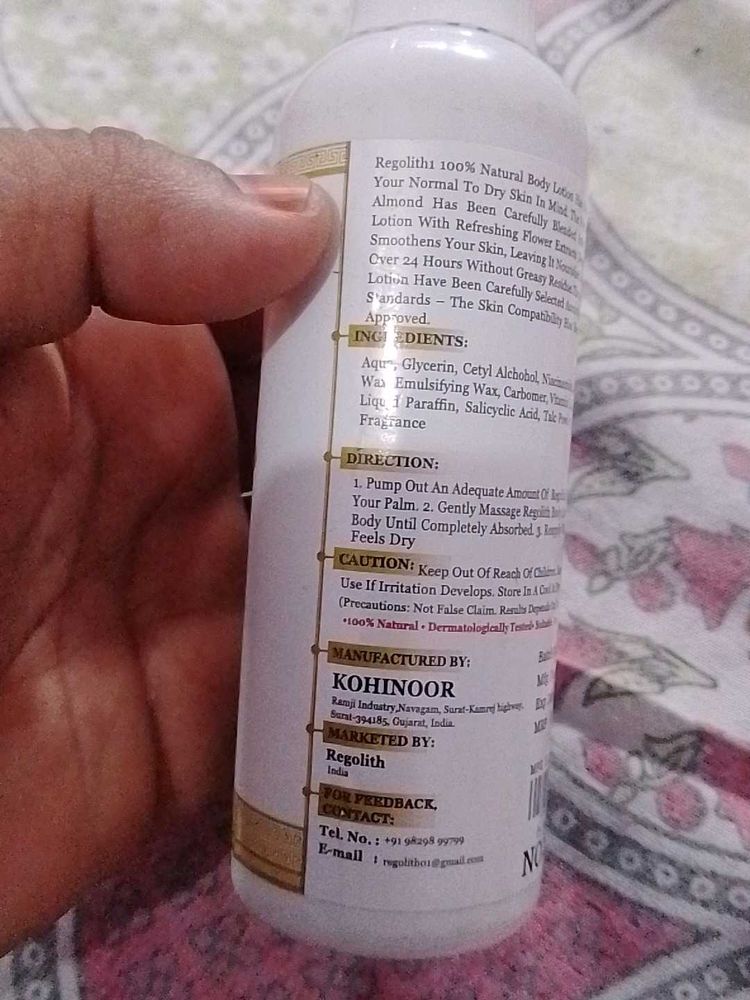 Regolith1 100% Natural Body Lotion
Your Normal To Dry Skin In Mind. The
Almond Has Been Carefully Blended
Lotion With Refreshing Flower Extracts
Smoothens Your Skin, Leaving It
Over 24 Hours Without Greasy Residue.
Lotion Have Been Carefully Selected
Standards – The Skin Compatibility Has
Approved.
INGREDIENTS:
Aqua, Glycerin, Cetyl Alchohol,
Wax Emulsifying Wax, Carbomer, Vitamin
Liquid Paraffin, Salicylic Acid, Talc
Fragrance
DIRECTION:
1. Pump Out An Adequate Amount Of
Your Palm. 2. Gently Massage Regolith
Body Until Completely Absorbed. 3.
Feels Dry
CAUTION: Keep Out Of Reach Of Children.
Use If Irritation Develops. Store In A
(Precautions: Not False Claim. Results
•100% Natural • Dermatologically Tested•
MANUFACTURED BY:
KOHINOOR
Ramji Industry,Navagam, Surat-Kamrej highway,
Surat-394185, Gujarat, India.
MARKETED BY:
Regolith
India
FOR FEEDBACK,
CONTACT:
Tel. No. : +91 98298 99799
E-mail : regolith01@gmail.com